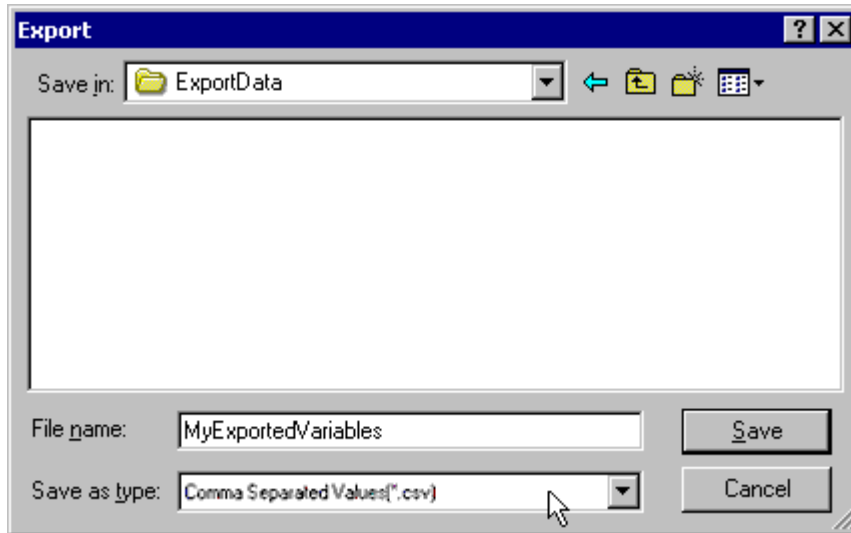 Export
Save in: ExportData
File name: MyExportedVariables Save
Save as type: Comma Separated Values(*.csv) Cancel